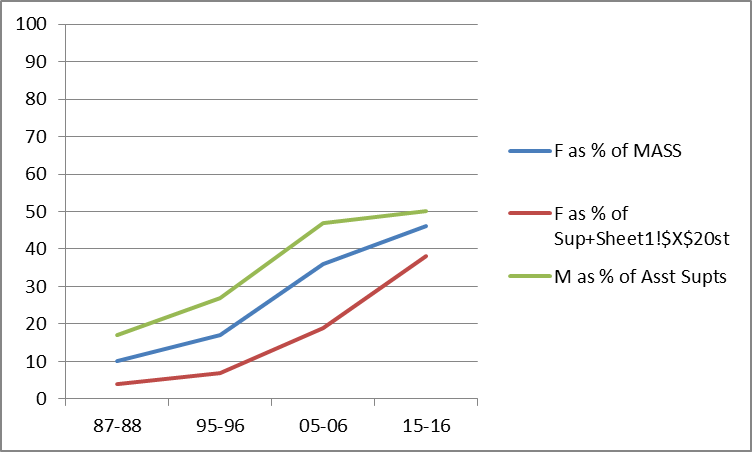 100
90
80
70
60
50
40
30
20
10
0
87-88 95-96 05-06 15-16
F as % of MASS
F as % of
Sup+Sheet1!$X$20st
M as % of Asst Supts